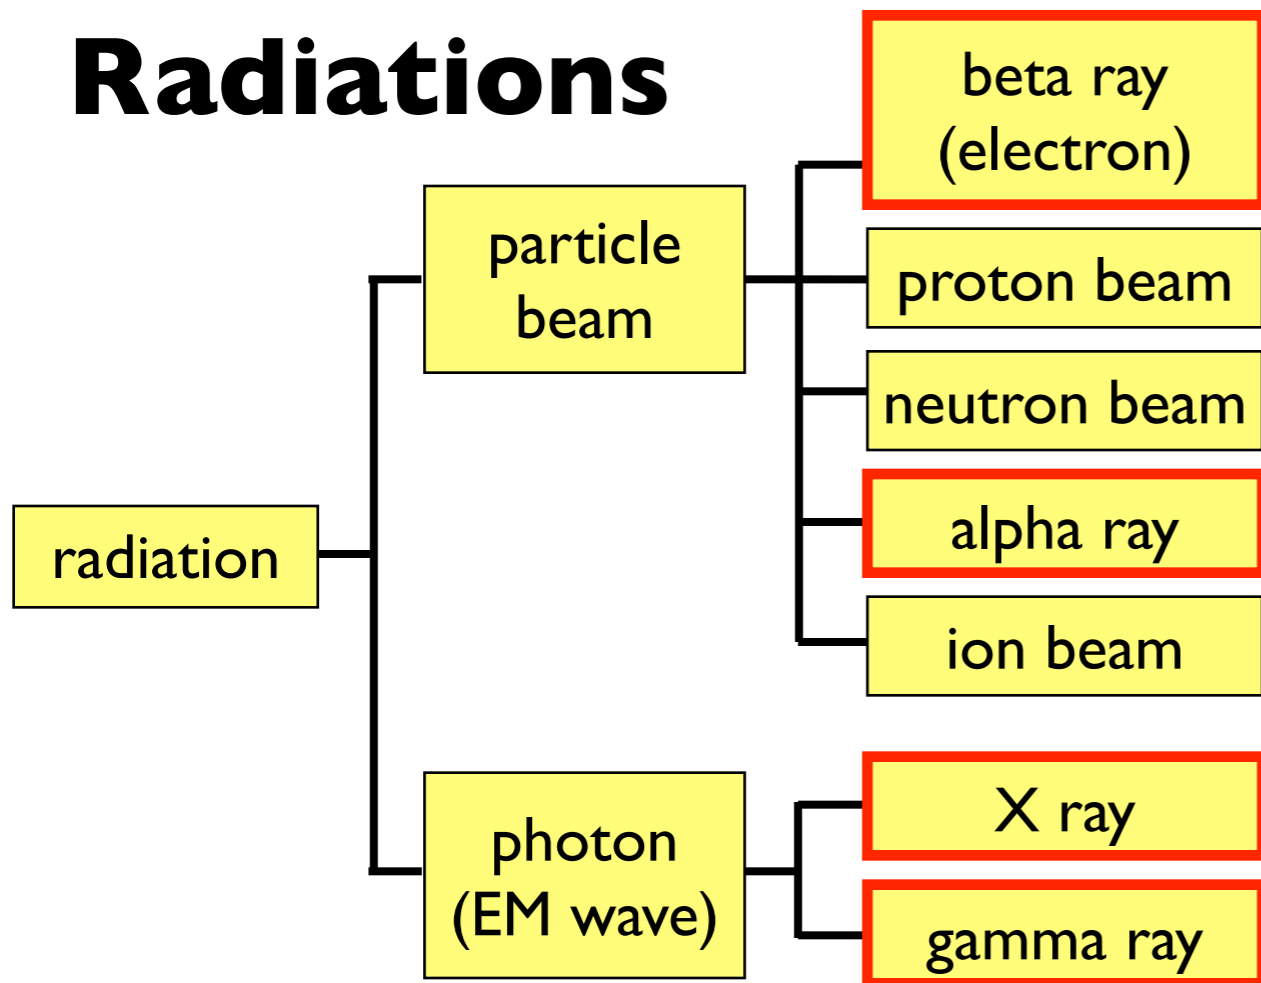 Radiations
beta ray
(electron)
particle
beam
proton beam
neutron beam
radiation
alpha ray
ion beam
photon
(EM wave)
X ray
gamma ray